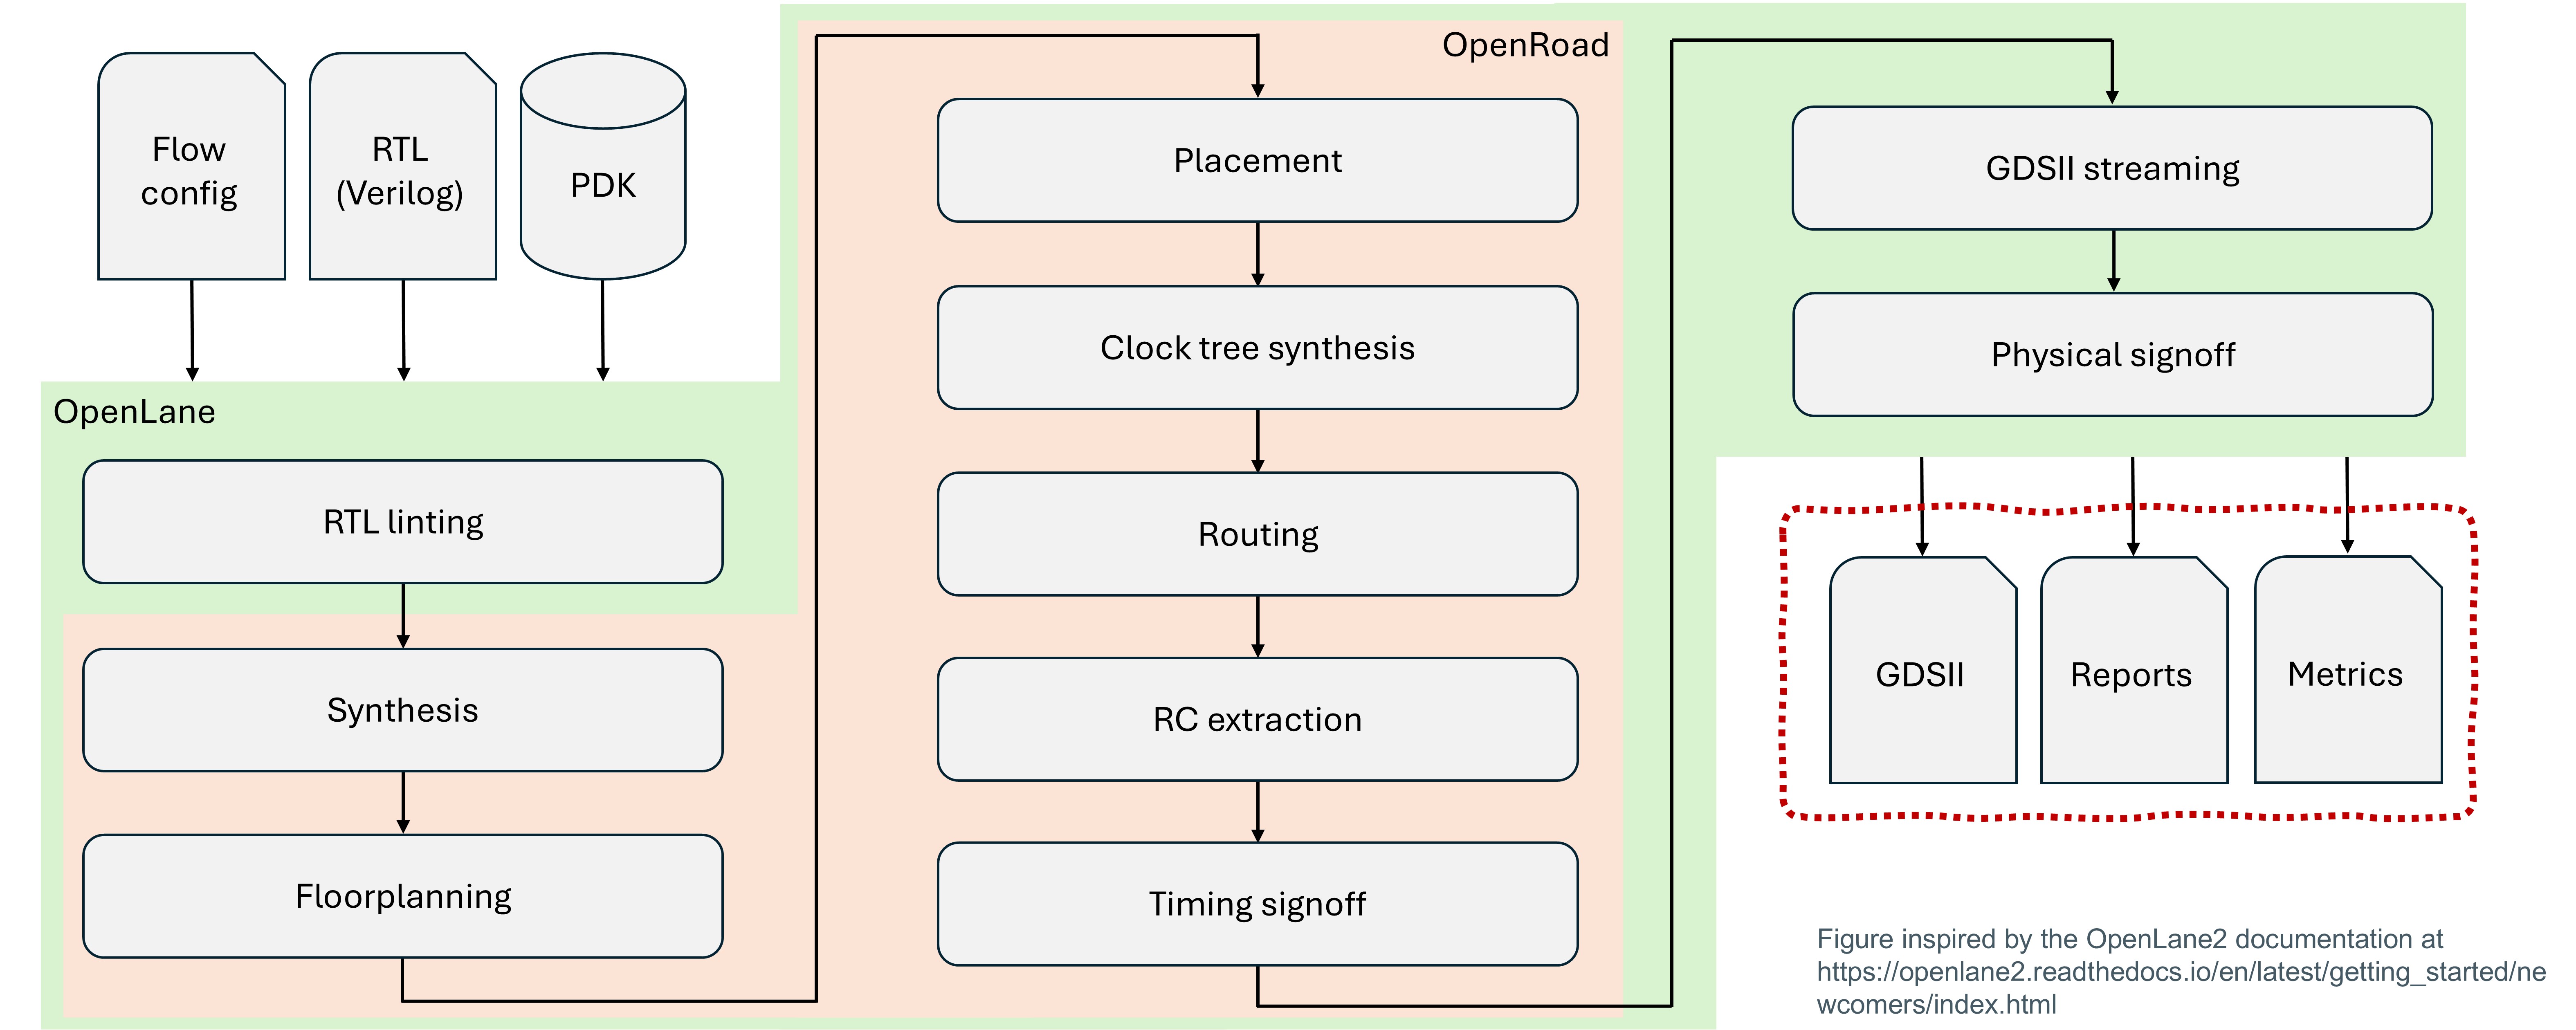 Flow
config
RTL
(Verilog)
PDK
OpenLane
RTL linting
Synthesis
Floorplanning
OpenRoad
Placement
Clock tree synthesis
Routing
RC extraction
Timing signoff
GDSII streaming
Physical signoff
GDSII
Reports
Metrics
Figure inspired by the OpenLane2 documentation at
https://openlane2.readthedocs.io/en/latest/getting_started/ne
wcomers/index.html